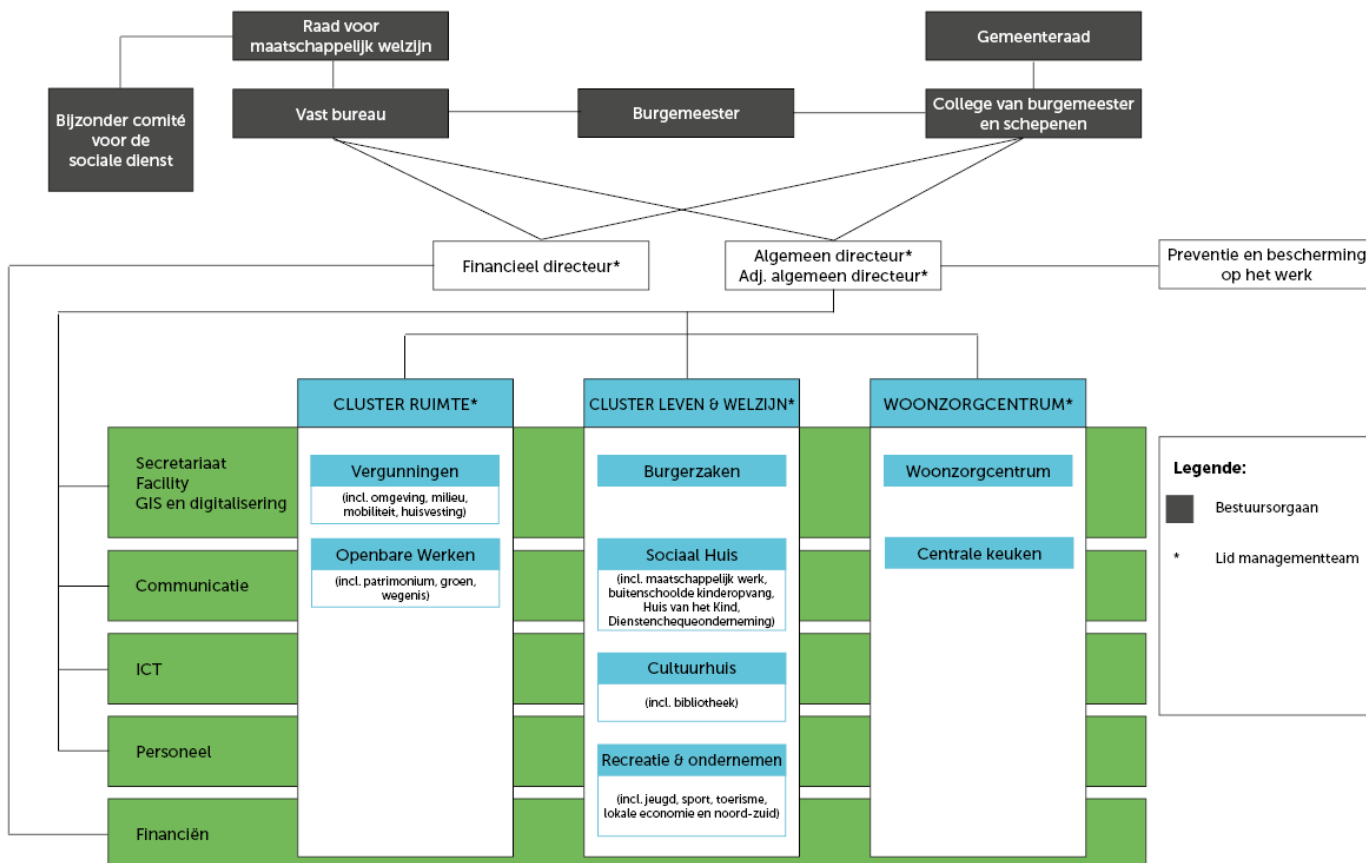 Raad voor
maatschappelijk welzijn
Gemeenteraad
Bijzonder comité
voor de
sociale dienst
Vast bureau
Burgemeester
College van burgemeester
en schepenen
Financieel directeur*
Algemeen directeur*
Adj. algemeen directeur*
Preventie en bescherming
op het werk
CLUSTER RUIMTE*
CLUSTER LEVEN & WELZIJN*
WOONZORGCENTRUM*
Secretariaat
Facility
GIS en digitalisering
Communicatie
ICT
Personeel
Financiën
Vergunningen
(incl. omgeving, milieu,
mobiliteit, huisvesting)
Openbare Werken
(incl. patrimonium, groen,
wegenis)
Burgerzaken
Sociaal Huis
(incl. maatschappelijk werk,
buitenschoolde kinderopvang,
Huis van het Kind,
Dienstenchequeonderneming)
Cultuurhuis
(incl. bibliotheek)
Recreatie & ondernemen
(incl. jeugd, sport, toerisme,
lokale economie en noord-zuid)
Woonzorgcentrum
Centrale keuken
Legende:
Bestuursorgaan
* Lid managementteam